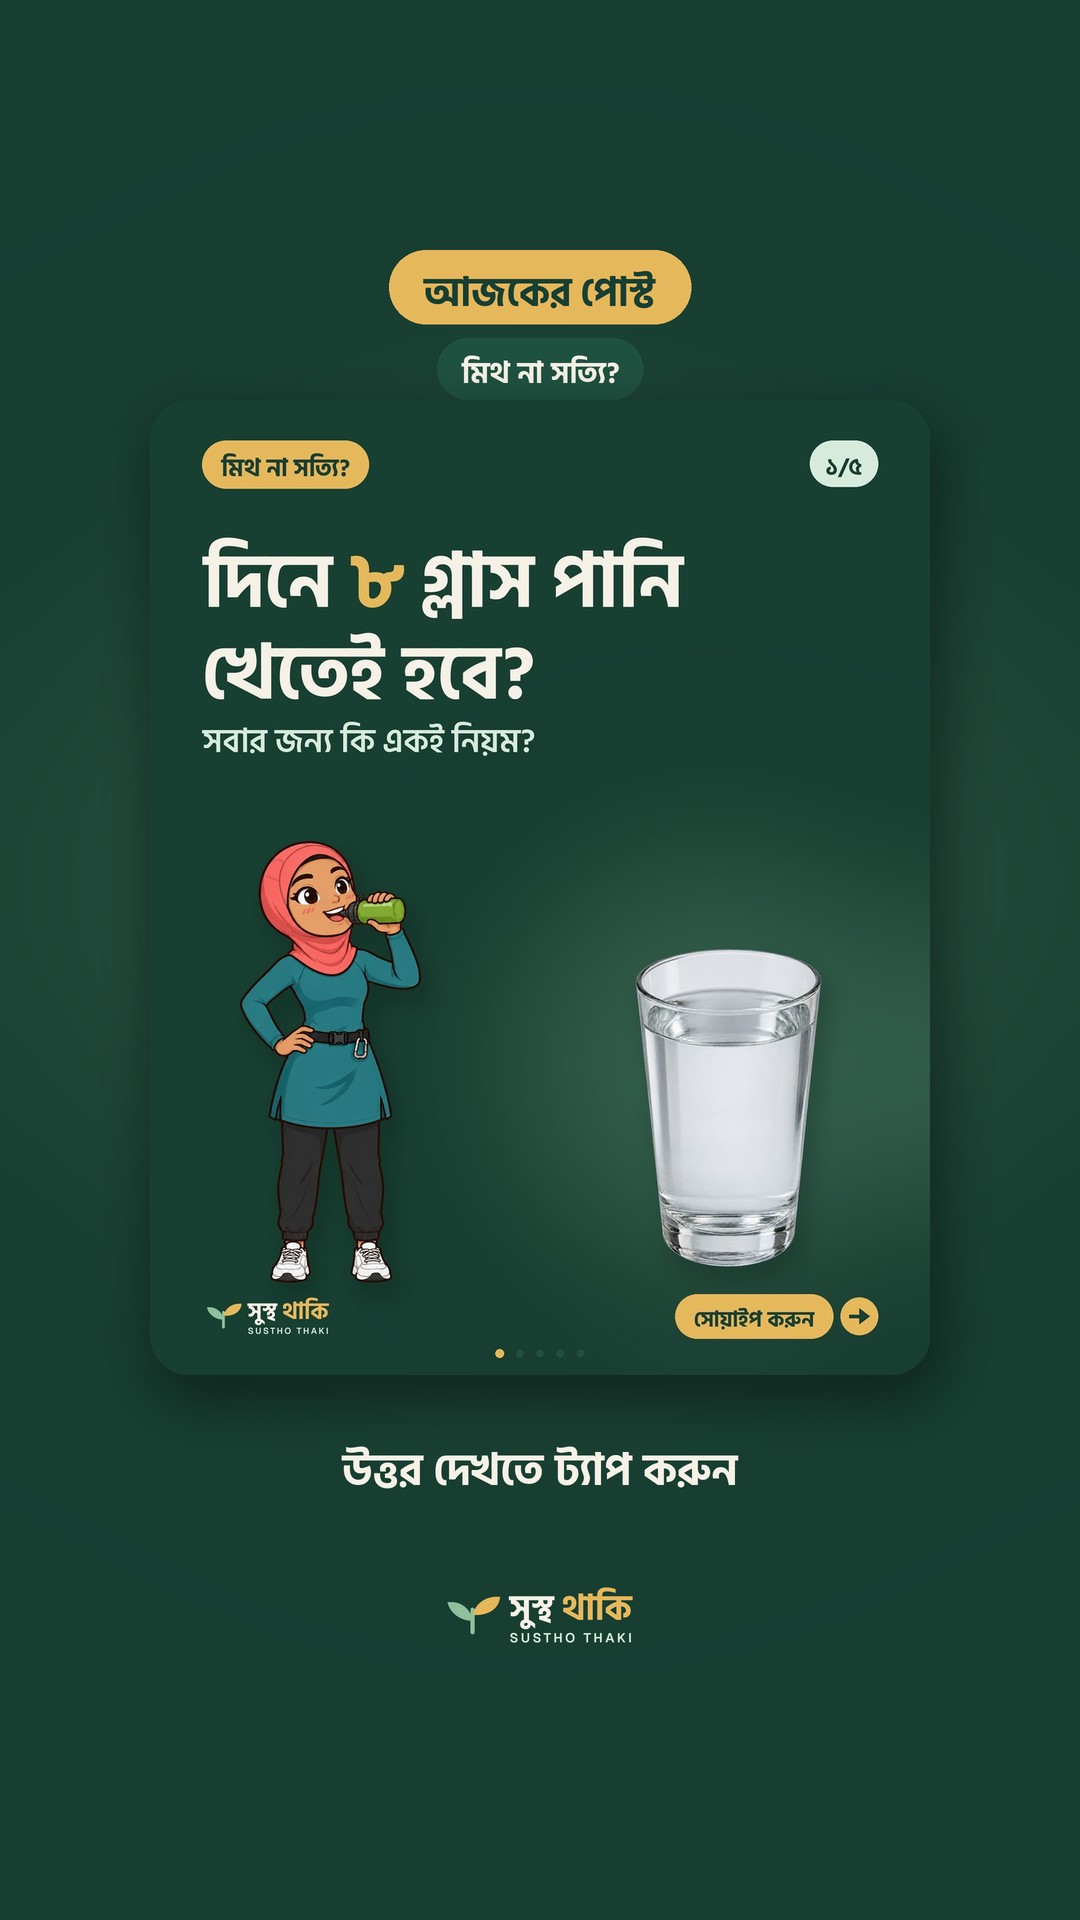 আজকের পোস্ট
মিথ না সত্যি?
মিথ না সত্যি?
১/৫
দিনে ৮ গ্লাস পানি
খেতেই হবে?
সবার জন্য কি একই নিয়ম?
সুস্থ থাকি
SUSTHO THAKI
সোয়াইপ করুন
উত্তর দেখতে ট্যাপ করুন
সুস্থ থাকি
SUSTHO THAKI